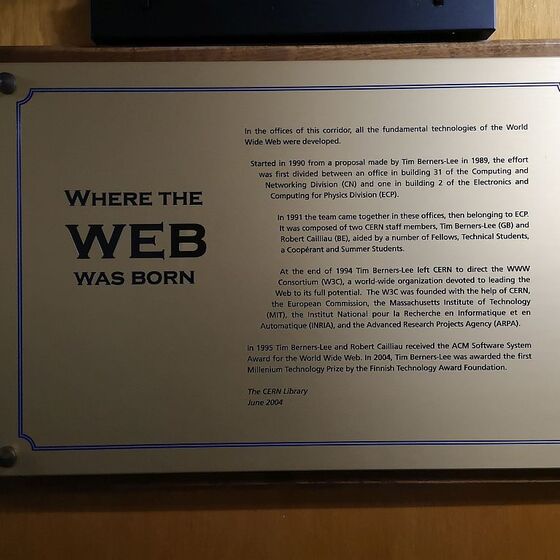 WHERE THE
WEB
WAS BORN
In the offices of this corridor, all the fundamental technologies of the World
Wide Web were developed.
Started in 1990 from a proposal made by Tim Berners-Lee in 1989, the effort
was first divided between an office in building 31 of the Computing and
Networking Division (CN) and one in building 2 of the Electronics and
Computing for Physics Division (ECP).
In 1991 the team came together in these offices, then belonging to ECP.
It was composed of two CERN staff members, Tim Berners-Lee (GB) and
Robert Cailliau (BE), aided by a number of Fellows, Technical Students,
a Coopérant and Summer Students.
At the end of 1994 Tim Berners-Lee left CERN to direct the WWW
Consortium (W3C), a world-wide organization devoted to leading the
Web to its full potential. The W3C was founded with the help of CERN,
the European Commission, the Massachusetts Institute of Technology
(MIT), the Institut National pour la Recherche en Informatique et en
Automatique (INRIA), and the Advanced Research Projects Agency (ARPA).
In 1995 Tim Berners-Lee and Robert Cailliau received the ACM Software System
Award for the World Wide Web. In 2004, Tim Berners-Lee was awarded the first
Millenium Technology Prize by the Finnish Technology Award Foundation.
The CERN Library
June 2004